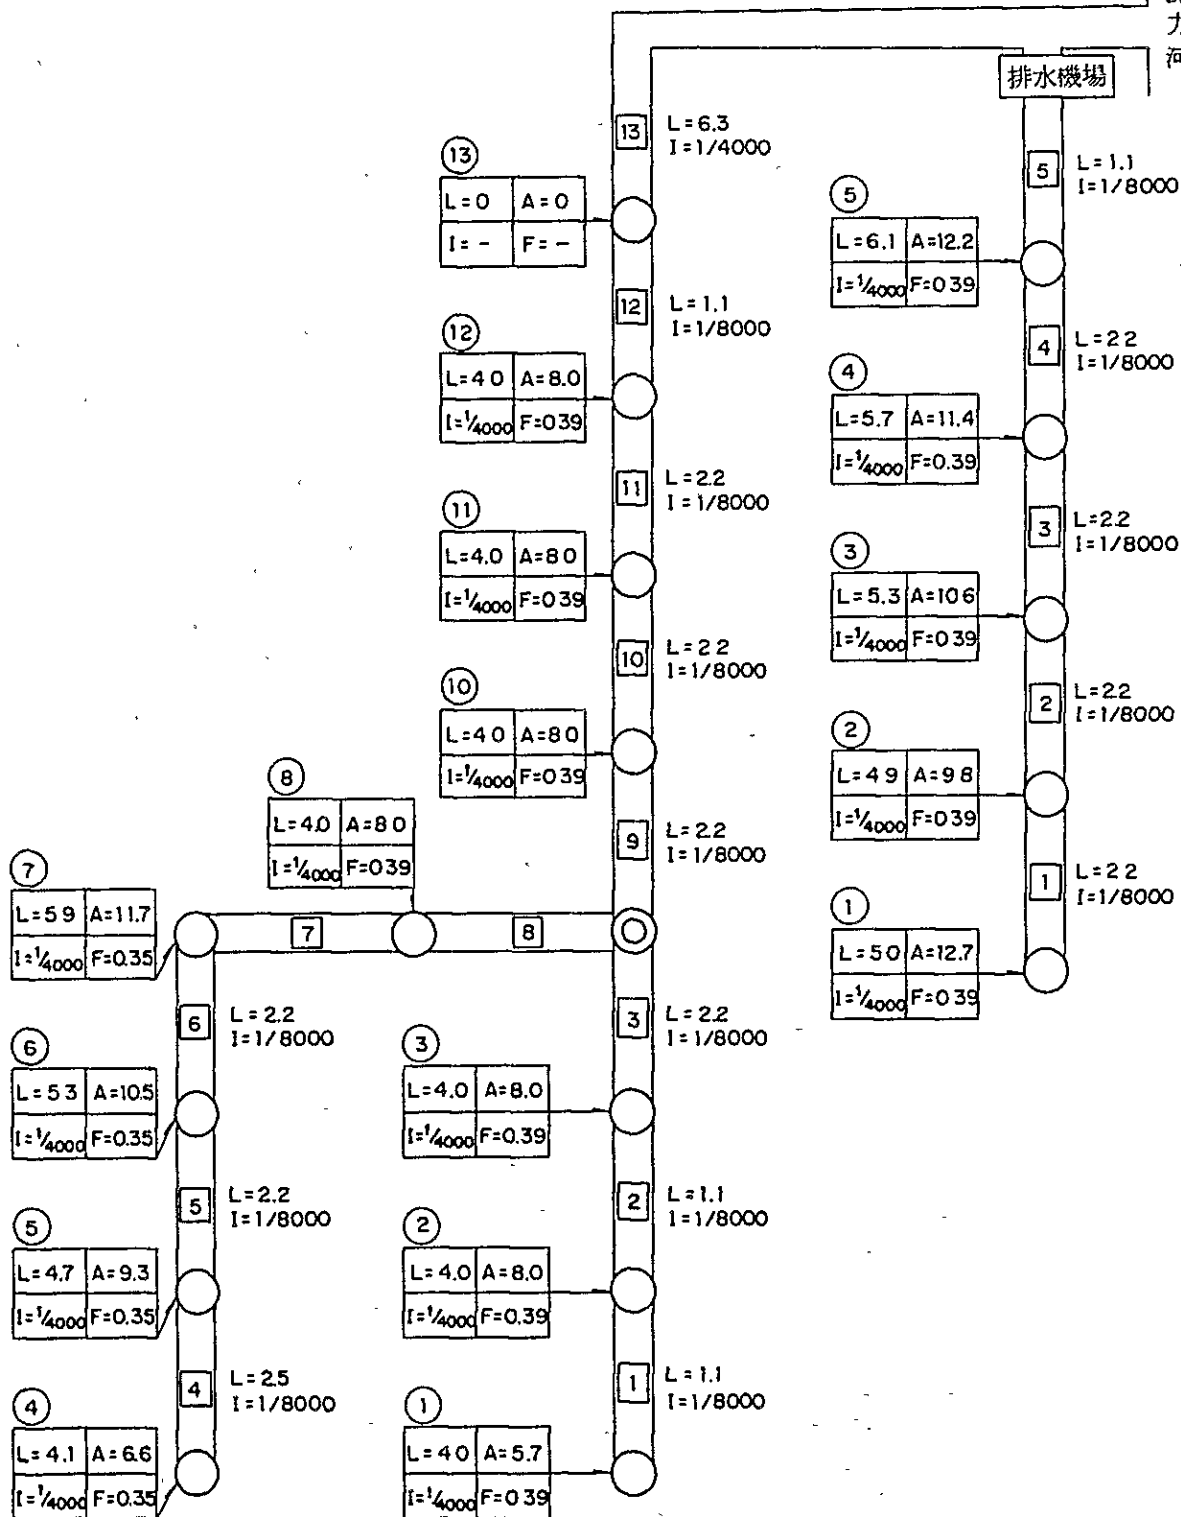 力
河
排水機場
13
L=6.3
I=1/4000
⑬
L=0 A=0
I=- F=-
12
L=1.1
I=1/8000
⑫
L=4 0 A=8.0
I=1/4000 F=0 39
11
L=2.2
I=1/8000
⑪
L=4.0 A=8 0
I=1/4000 F=0 39
10
L=2 2
I=1/8000
⑩
L=4 0 A=8 0
I=1/4000 F=0 39
9
L=2.2
I=1/8000
⑧
L=4.0 A=8 0
I=1/4000 F=0 39
⑦
L=5 9 A=11.7
I=1/4000 F=0.35
7
8
6
L=2.2
I=1/8000
⑥
L=5 3 A=10.5
I=1/4000 F=0.35
5
L=2.2
I=1/8000
⑤
L=4.7 A=9.3
I=1/4000 F=0.35
4
L=2.5
I=1/8000
④
L=4.1 A=6.6
I=1/4000 F=0.35
3
L=2.2
I=1/8000
③
L=4.0 A=8.0
I=1/4000 F=0.39
2
L=1.1
I=1/8000
②
L=4.0 A=8.0
I=1/4000 F=0.39
1
L=1.1
I=1/8000
①
L=4 0 A=5.7
I=1/4000 F=0 39
5
L=1.1
I=1/8000
⑤
L=6.1 A=12.2
I=1/4000 F=0 39
4
L=2 2
I=1/8000
④
L=5.7 A=11.4
I=1/4000 F=0.39
3
L=2.2
I=1/8000
③
L=5.3 A=10 6
I=1/4000 F=0 39
2
L=2.2
I=1/8000
②
L=4 9 A=9 8
I=1/4000 F=0 39
1
L=2 2
I=1/8000
①
L=5 0 A=12.7
I=1/4000 F=0 39